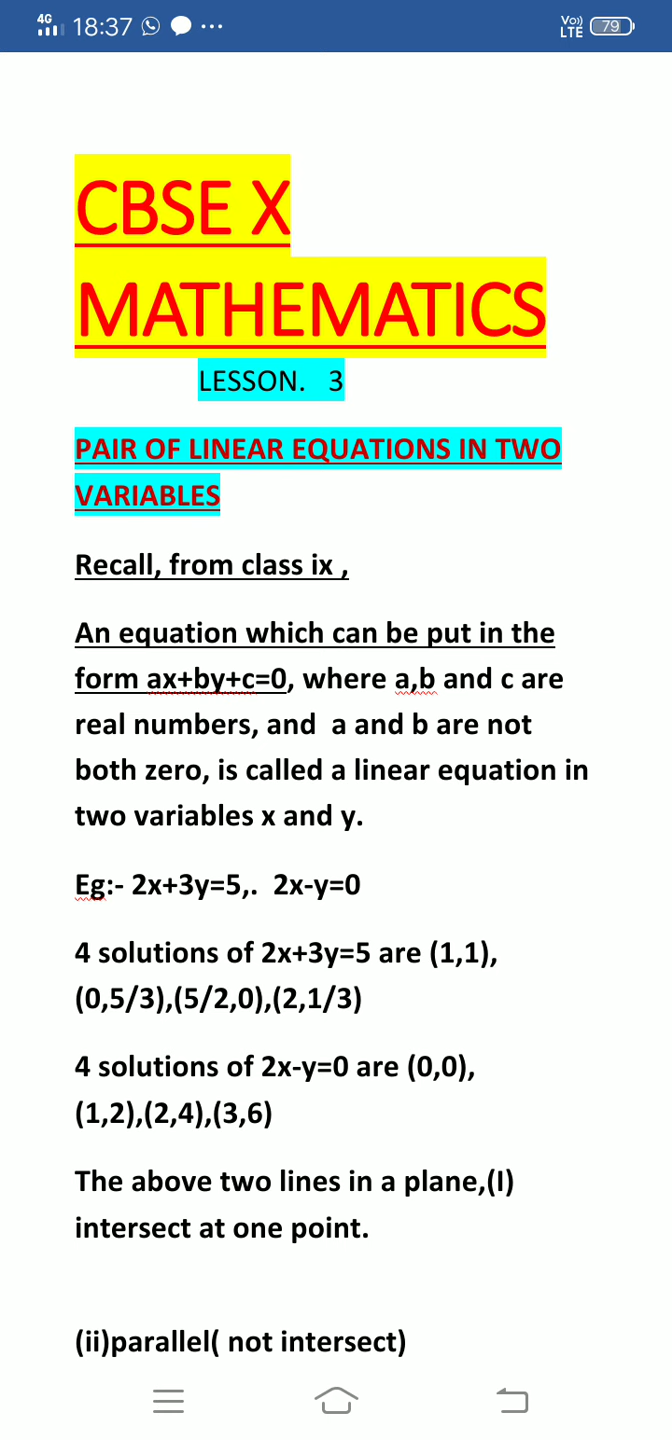 4G 18:37 ... Vo)) LTE 79
CBSE X
MATHEMATICS
LESSON. 3
PAIR OF LINEAR EQUATIONS IN TWO
VARIABLES
Recall, from class ix ,
An equation which can be put in the
form ax+by+c=0, where a,b and c are
real numbers, and a and b are not
both zero, is called a linear equation in
two variables x and y.
Eg:- 2x+3y=5,. 2x-y=0
4 solutions of 2x+3y=5 are (1,1),
(0,5/3),(5/2,0),(2,1/3)
4 solutions of 2x-y=0 are (0,0),
(1,2),(2,4),(3,6)
The above two lines in a plane,(I)
intersect at one point.
(ii)parallel( not intersect)